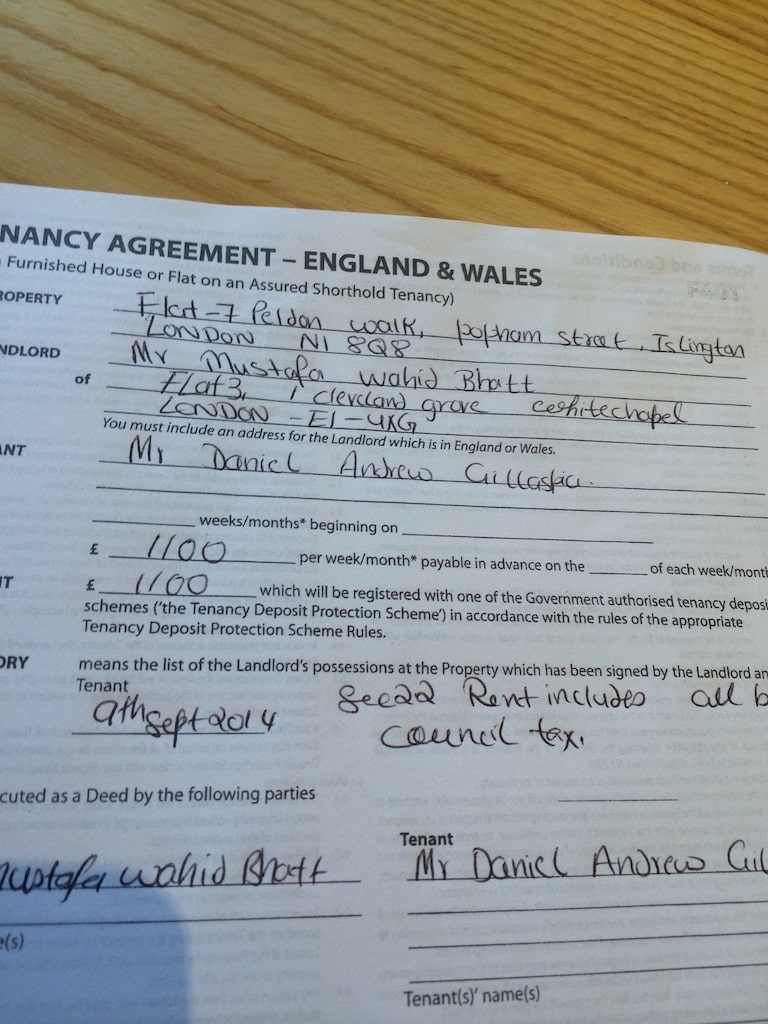 NANCY AGREEMENT – ENGLAND & WALES
Furnished House or Flat on an Assured Shorthold Tenancy)
ROPERTY
Flat-7 Peldon walk, popham street, Islington
LONDON N1 8Q8
NDLORD
Mr Mustafa Wahid Bhatt
of
Flat 3, 1 cleveland grove whitechapel
LONDON - E1 - 4XG
You must include an address for the Landlord which is in England or Wales.
ANT
Mr Daniel Andrew
weeks/months* beginning on
£ 1100 per week/month* payable in advance on the of each week/month
T
£ 1100 which will be registered with one of the Government authorised tenancy deposi
schemes ('the Tenancy Deposit Protection Scheme') in accordance with the rules of the appropriate
Tenancy Deposit Protection Scheme Rules.
ORY
means the list of the Landlord's possessions at the Property which has been signed by the Landlord an
Tenant
9th Sept 2014
Rent includes all b
council tax.
cuted as a Deed by the following parties
Tenant
Mustafa Wahid Bhatt
Mr Daniel Andrew Gil
e(s)
Tenant(s)' name(s)